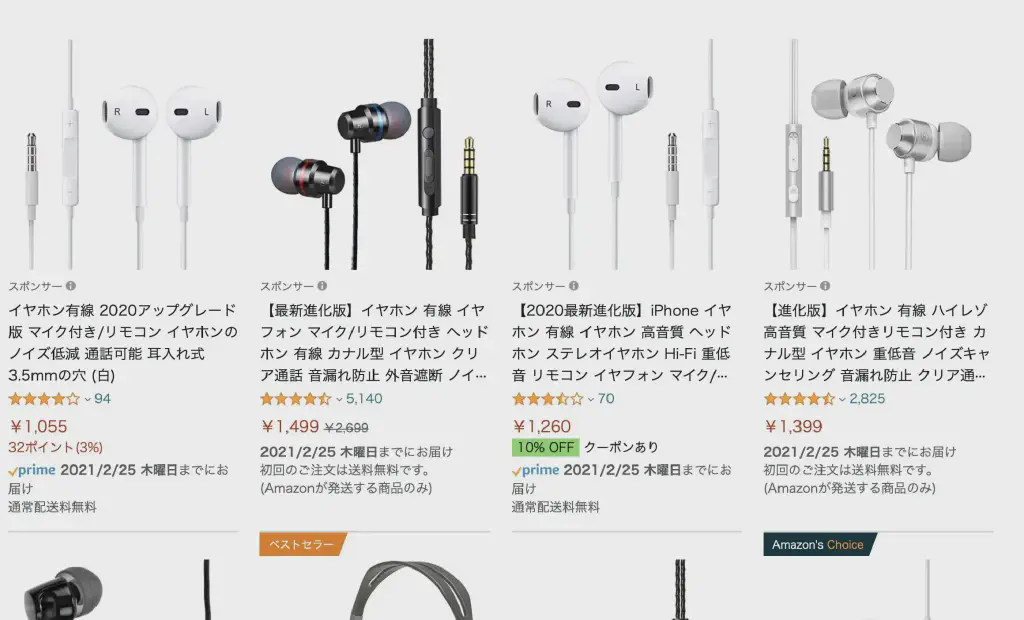 R
L
L
R
スポンサー
イヤホン有線 2020アップグレード
版 マイク付き/リモコン イヤホンの
ノイズ低減 通話可能 耳入れ式
3.5mmの穴 (白)
94
¥1,055
32ポイント(3%)
prime 2021/2/25 木曜日までにお
届け
通常配送料無料
スポンサー
【最新進化版】イヤホン 有線 イヤ
フォン マイク/リモコン付き ヘッド
ホン 有線 カナル型 イヤホン クリ
ア通話 音漏れ防止 外音遮断 ノイ…
5,140
¥1,499 ¥2,699
2021/2/25 木曜日までにお届け
初回のご注文は送料無料です。
(Amazonが発送する商品のみ)
スポンサー
【2020最新進化版】iPhone イヤ
ホン 有線 イヤホン 高音質 ヘッド
ホン ステレオイヤホン Hi-Fi 重低
音 リモコン イヤフォン マイク/…
70
¥1,260
10% OFF クーポンあり
prime 2021/2/25 木曜日までにお
届け
通常配送料無料
スポンサー
【進化版】イヤホン 有線 ハイレゾ
高音質 マイク付きリモコン付き カ
ナル型 イヤホン 重低音 ノイズキャ
ンセリング 音漏れ防止 クリア通…
2,825
¥1,399
2021/2/25 木曜日までにお届け
初回のご注文は送料無料です。
(Amazonが発送する商品のみ)
ベストセラー
Amazon's Choice